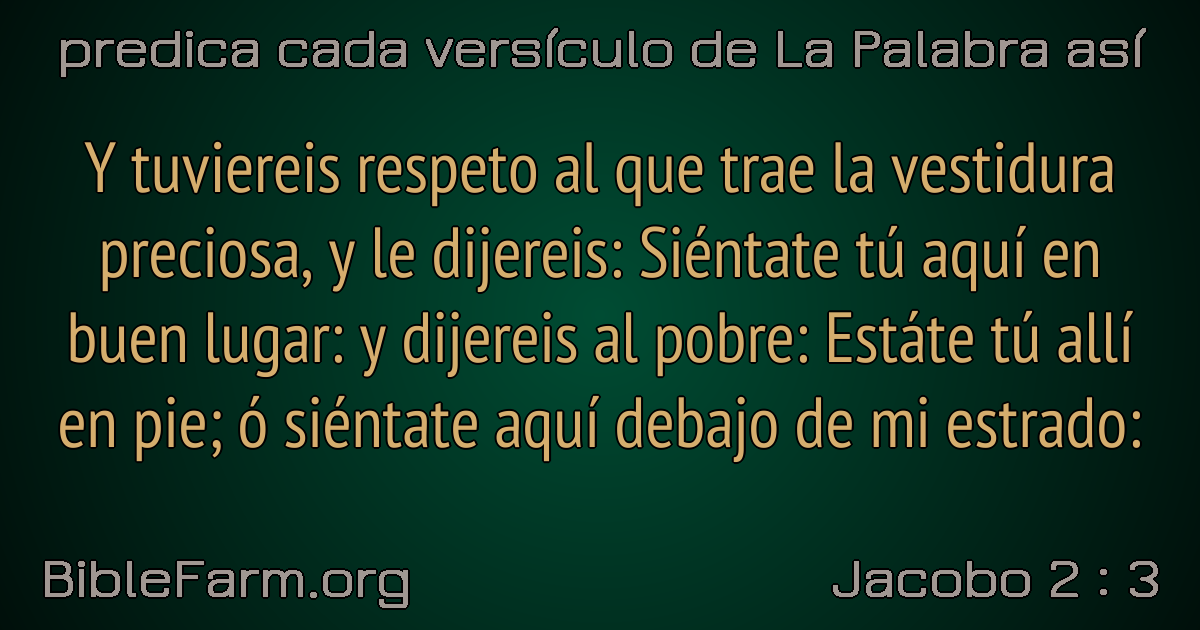 predica cada versículo de La Palabra así
Y tuviereis respeto al que trae la vestidura
preciosa, y le dijereis: Siéntate tú aquí en
buen lugar: y dijereis al pobre: Estáte tú allí
en pie; ó siéntate aquí debajo de mi estrado:
BibleFarm.org
Jacobo 2 : 3